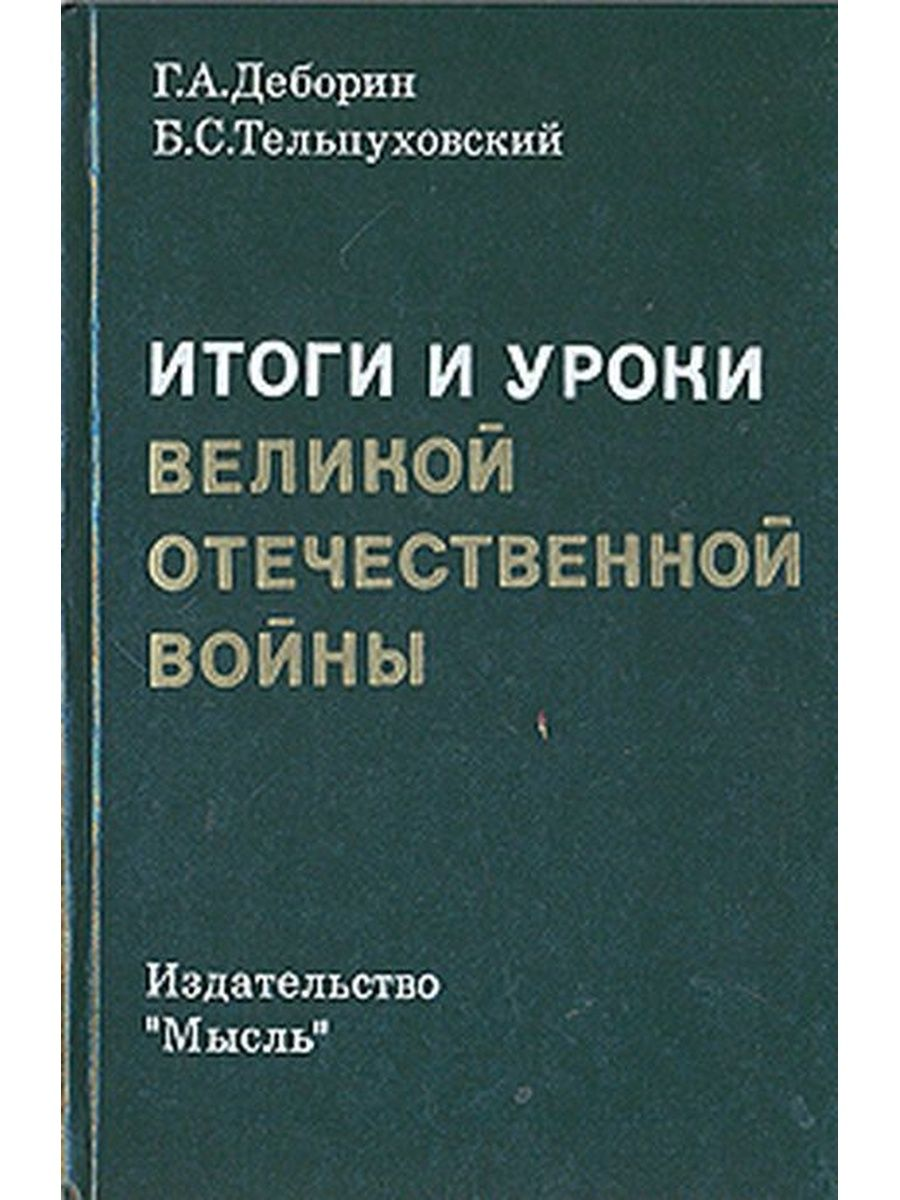 Г.А.Деборин
Б.С.Тельпуховский
ИТОГИ И УРОКИ
ВЕЛИКОЙ
ОТЕЧЕСТВЕННОЙ
ВОЙНЫ
Издательство
"Мысль"